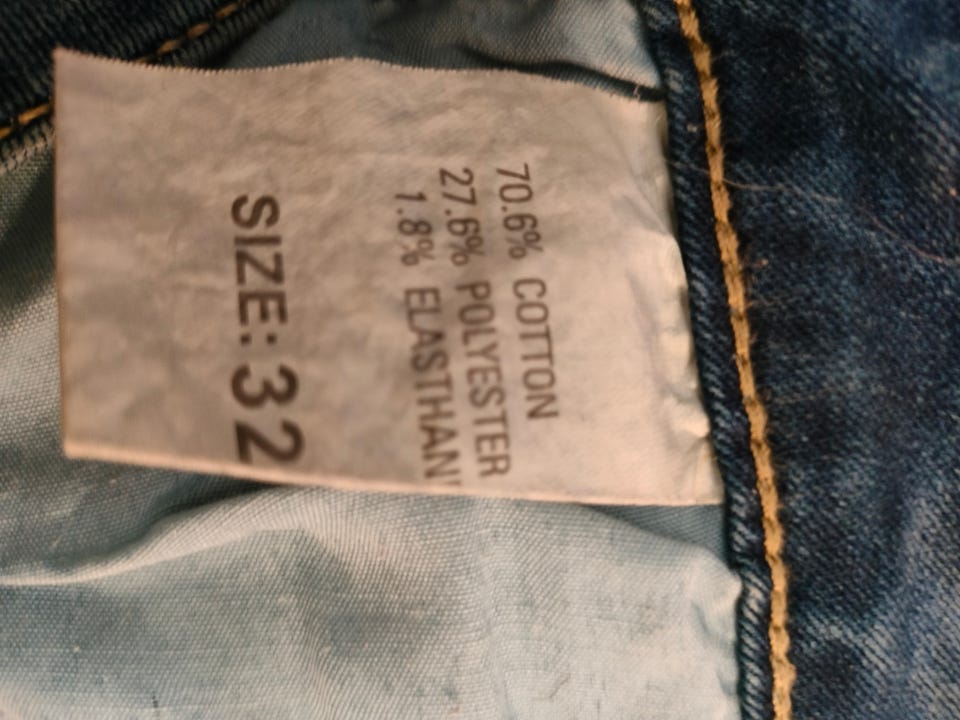 70.6% COTTON
27.6% POLYESTER
1.8% ELASTHAN
SIZE: 32